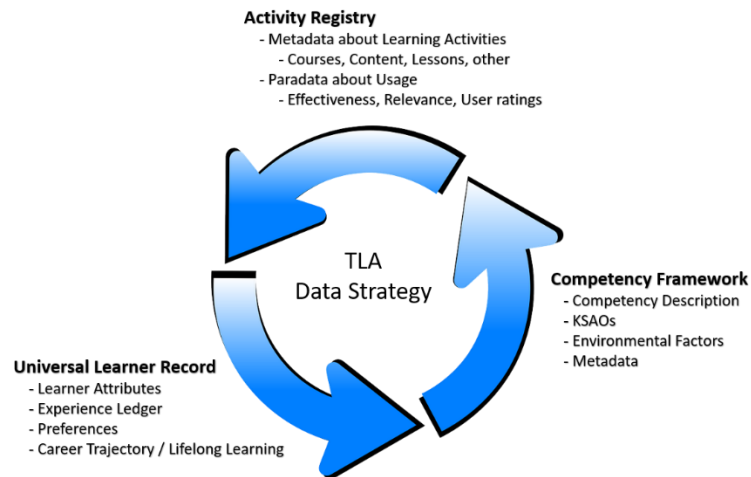 Activity Registry
- Metadata about Learning Activities
- Courses, Content, Lessons, other
- Paradata about Usage
- Effectiveness, Relevance, User ratings
TLA
Data Strategy
Competency Framework
- Competency Description
- KSAOs
- Environmental Factors
- Metadata
Universal Learner Record
- Learner Attributes
- Experience Ledger
- Preferences
- Career Trajectory / Lifelong Learning